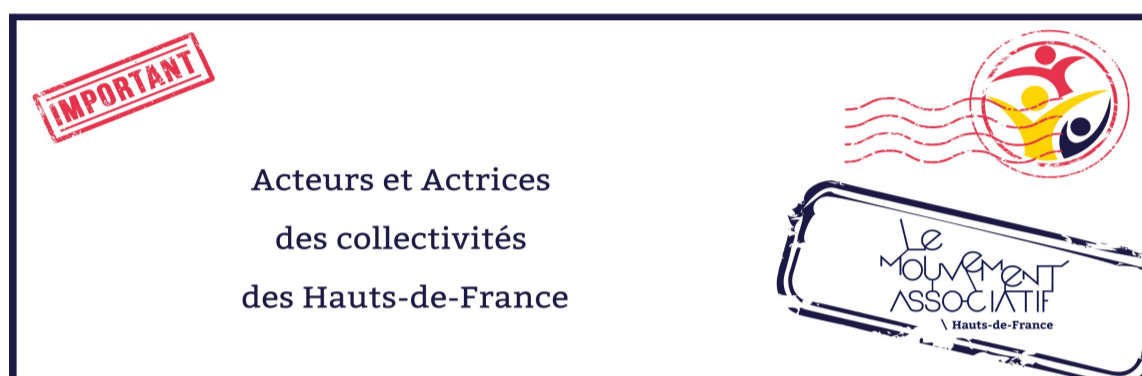 IMPORTANT
Acteurs et Actrices
des collectivités
des Hauts-de-France
Le
MOUVEMENT
ASSOCIATIF
\ Hauts-de-France